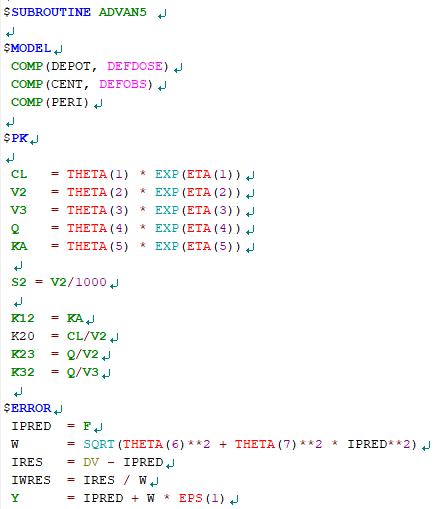 $SUBROUTINE ADVAN5
$MODEL
COMP(DEPOT, DEFDOSE)
COMP(CENT, DEFOBS)
COMP(PERI)
$PK
CL = THETA(1) * EXP(ETA(1))
V2 = THETA(2) * EXP(ETA(2))
V3 = THETA(3) * EXP(ETA(3))
Q = THETA(4) * EXP(ETA(4))
KA = THETA(5) * EXP(ETA(5))
S2 = V2/1000
K12 = KA
K20 = CL/V2
K23 = Q/V2
K32 = Q/V3
$ERROR
IPRED = F
W = SQRT(THETA(6)**2 + THETA(7)**2 * IPRED**2)
IRES = DV - IPRED
IWRES = IRES / W
Y = IPRED + W * EPS(1)